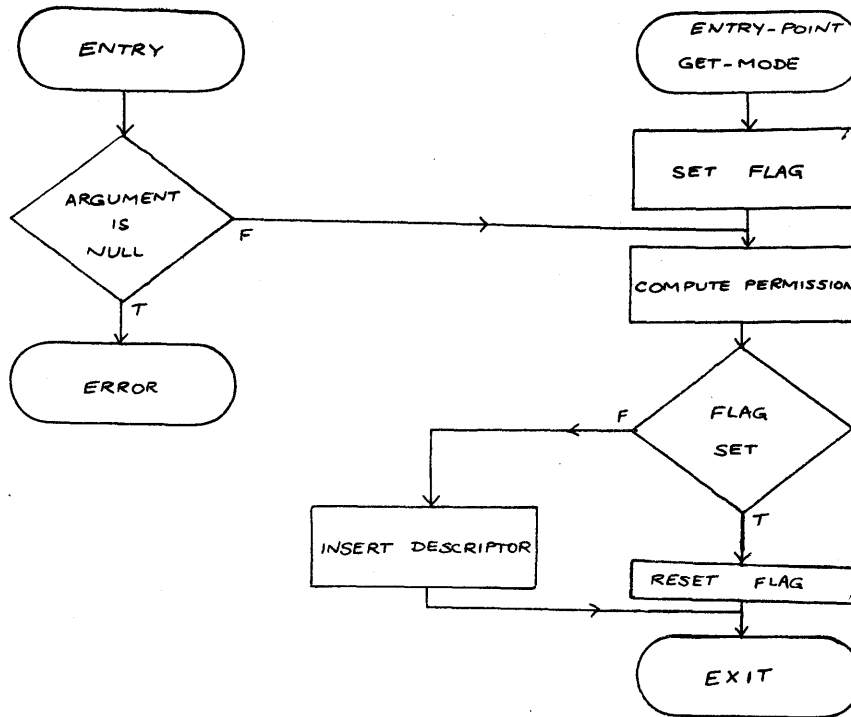 ENTRY
ARGUMENT
IS
NULL
F
T
ERROR
ENTRY-POINT
GET-MODE
SET FLAG
COMPUTE PERMISSION
FLAG
SET
F
T
INSERT DESCRIPTOR
RESET FLAG
EXIT